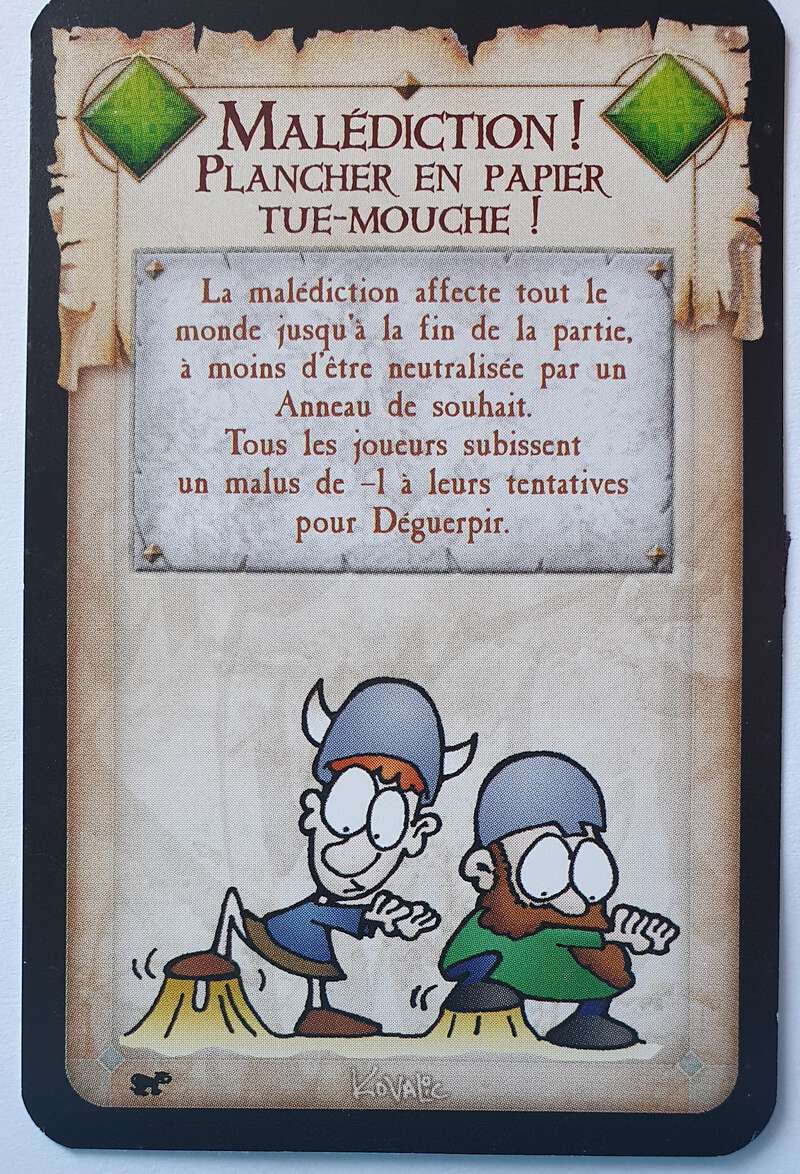 Malédiction !
Plancher en papier
tue-mouche !
La malédiction affecte tout le
monde jusqu'à la fin de la partie,
à moins d'être neutralisée par un
Anneau de souhait.
Tous les joueurs subissent
un malus de –1 à leurs tentatives
pour Déguerpir.
Kovalic